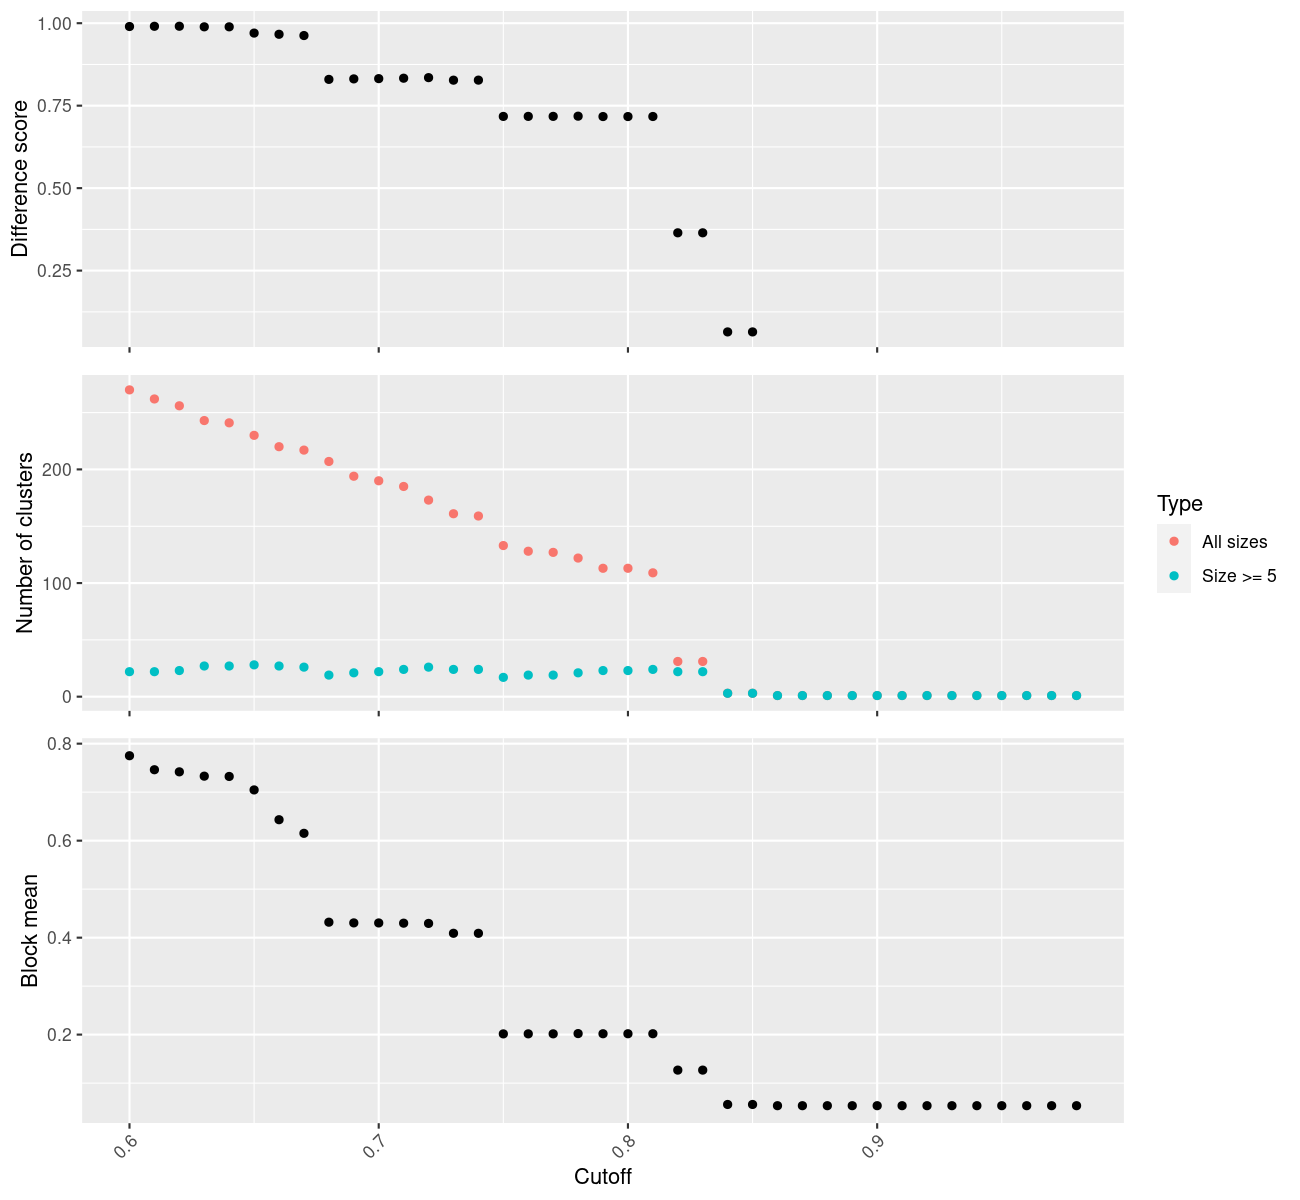 Difference score
1.00
0.75
0.50
0.25
Number of clusters
200
100
0
Type
All sizes
Size >= 5
Block mean
0.8
0.6
0.4
0.2
0.6
0.7
0.8
0.9
Cutoff